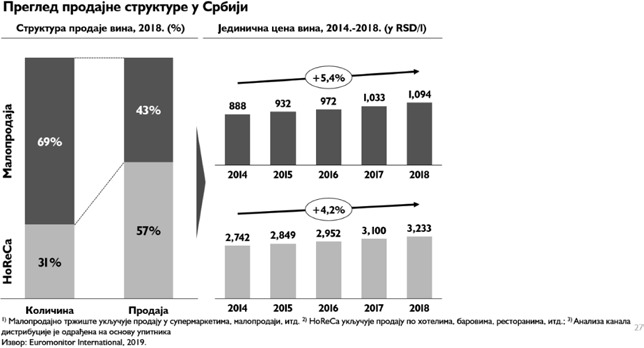 Преглед продајне структуре у Србији
Структура продаје вина, 2018. (%)
Јединична цена вина, 2014.-2018. (у RSD/l)
Малопродаја
69%
43%
HoReCa
31%
57%
Количина
Продаја
+5,4%
888
932
972
1,033
1,094
2014
2015
2016
2017
2018
+4,2%
2,742
2,849
2,952
3,100
3,233
2014
2015
2016
2017
2018
1) Малопродајно тржиште укључује продају у супермаркетима, малопродаји, итд. 2) HoReCa укључује продају по хотелима, баровима, ресторанима, итд.; 3) Анализа канала
дистрибуције је одрађена на основу упитника
Извор: Euromonitor International, 2019.
27